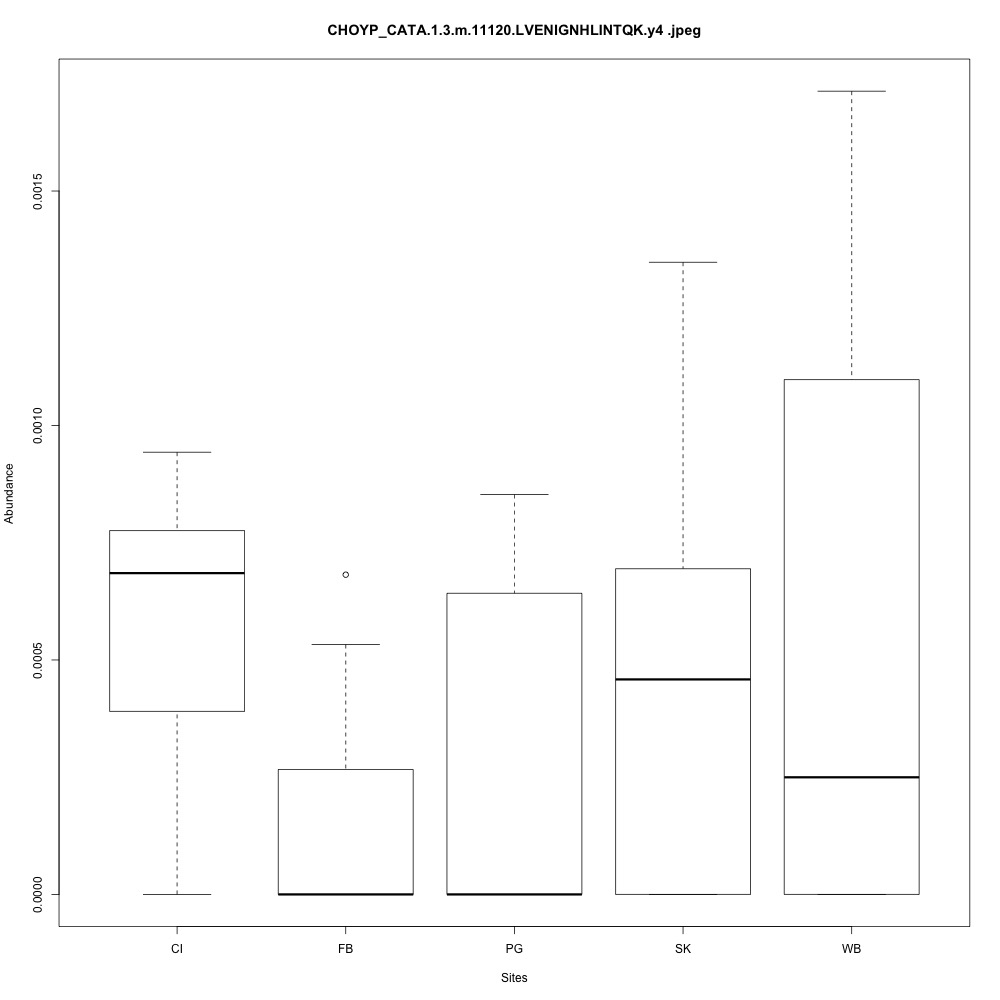 CHOYP_CATA.1.3.m.11120.LVENIGNHLINTQK.y4 .jpeg
Abundance
0.0015
0.0010
0.0005
0.0000
CI FB PG SK WB
Sites